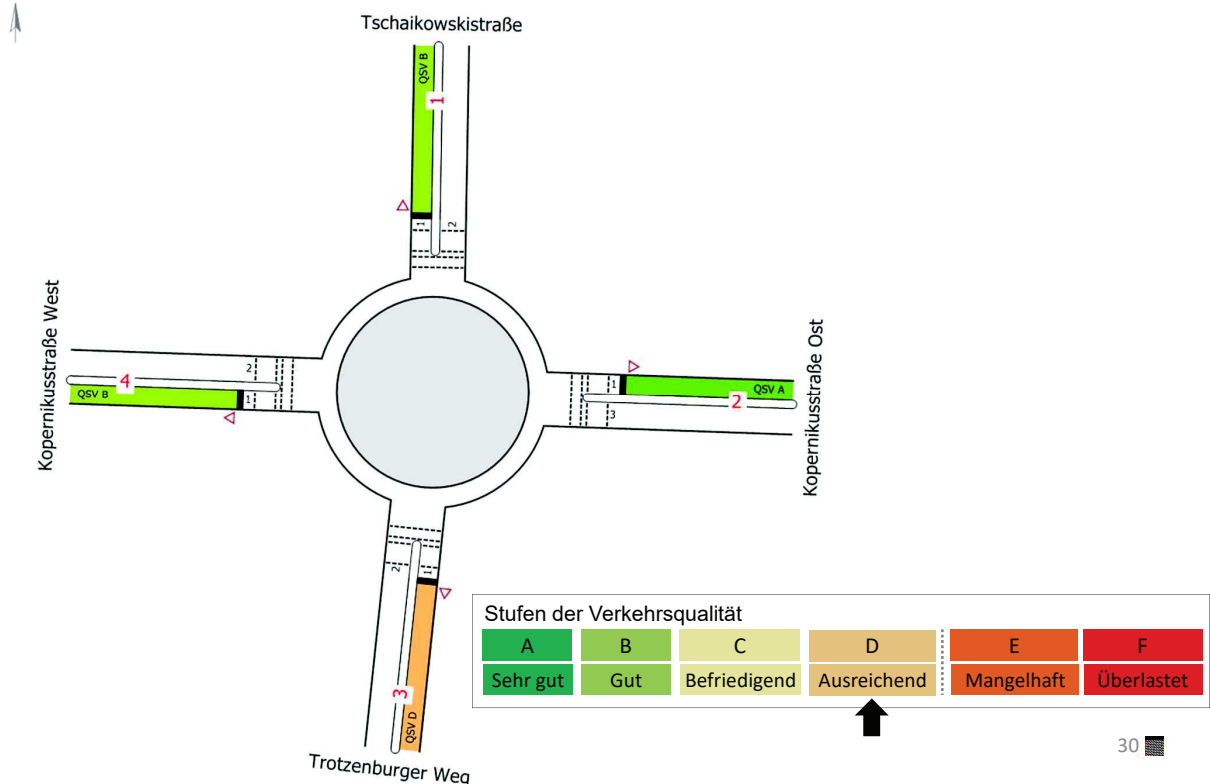 Tschaikowskistraße
QSV B
1
1
2
Kopernikusstraße West
2
4
QSV B
1
Kopernikusstraße Ost
1
QSV A
2
3
2
1
3
QSV D
Trotzenburger Weg
Stufen der Verkehrsqualität
A B C D E F
Sehr gut Gut Befriedigend Ausreichend Mangelhaft Überlastet
30